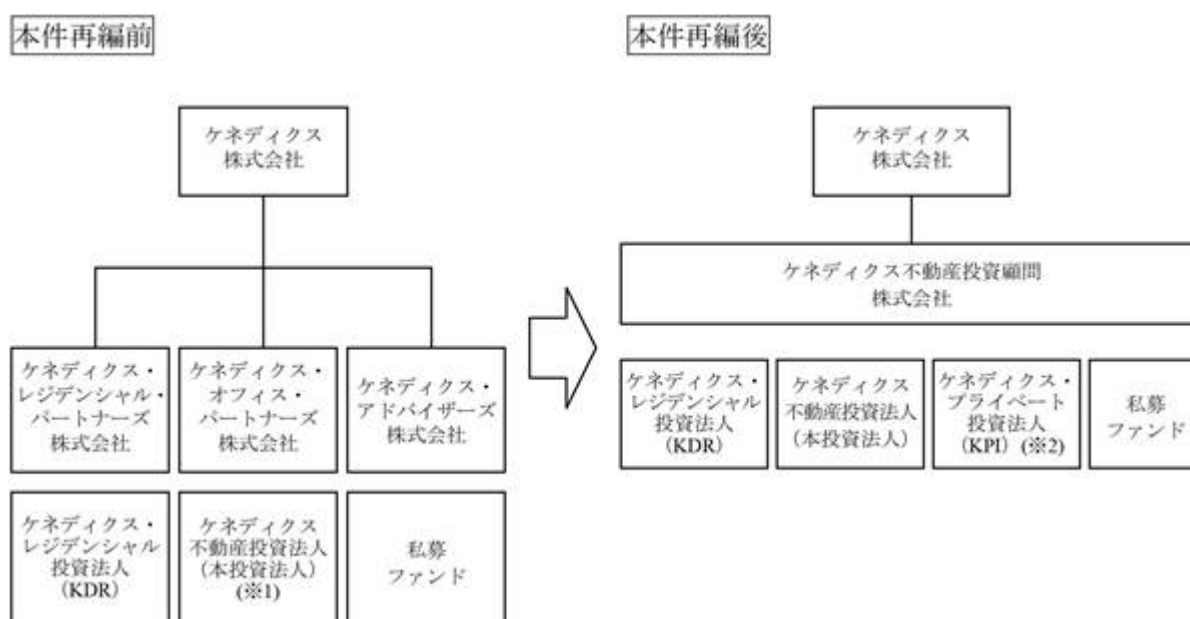 本件再編前
ケネディクス
株式会社
ケネディクス・
レジデンシャル・
パートナーズ
株式会社
ケネディクス・
オフィス・
パートナーズ
株式会社
ケネディクス・
アドバイザーズ
株式会社
ケネディクス・
レジデンシャル
投資法人
(KDR)
ケネディクス
不動産投資法人
(本投資法人)
(※1)
私募
ファンド
本件再編後
ケネディクス
株式会社
ケネディクス不動産投資顧問
株式会社
ケネディクス・
レジデンシャル
投資法人
(KDR)
ケネディクス
不動産投資法人
(本投資法人)
ケネディクス・
プライベート
投資法人
(KPI) (※2)
私募
ファンド